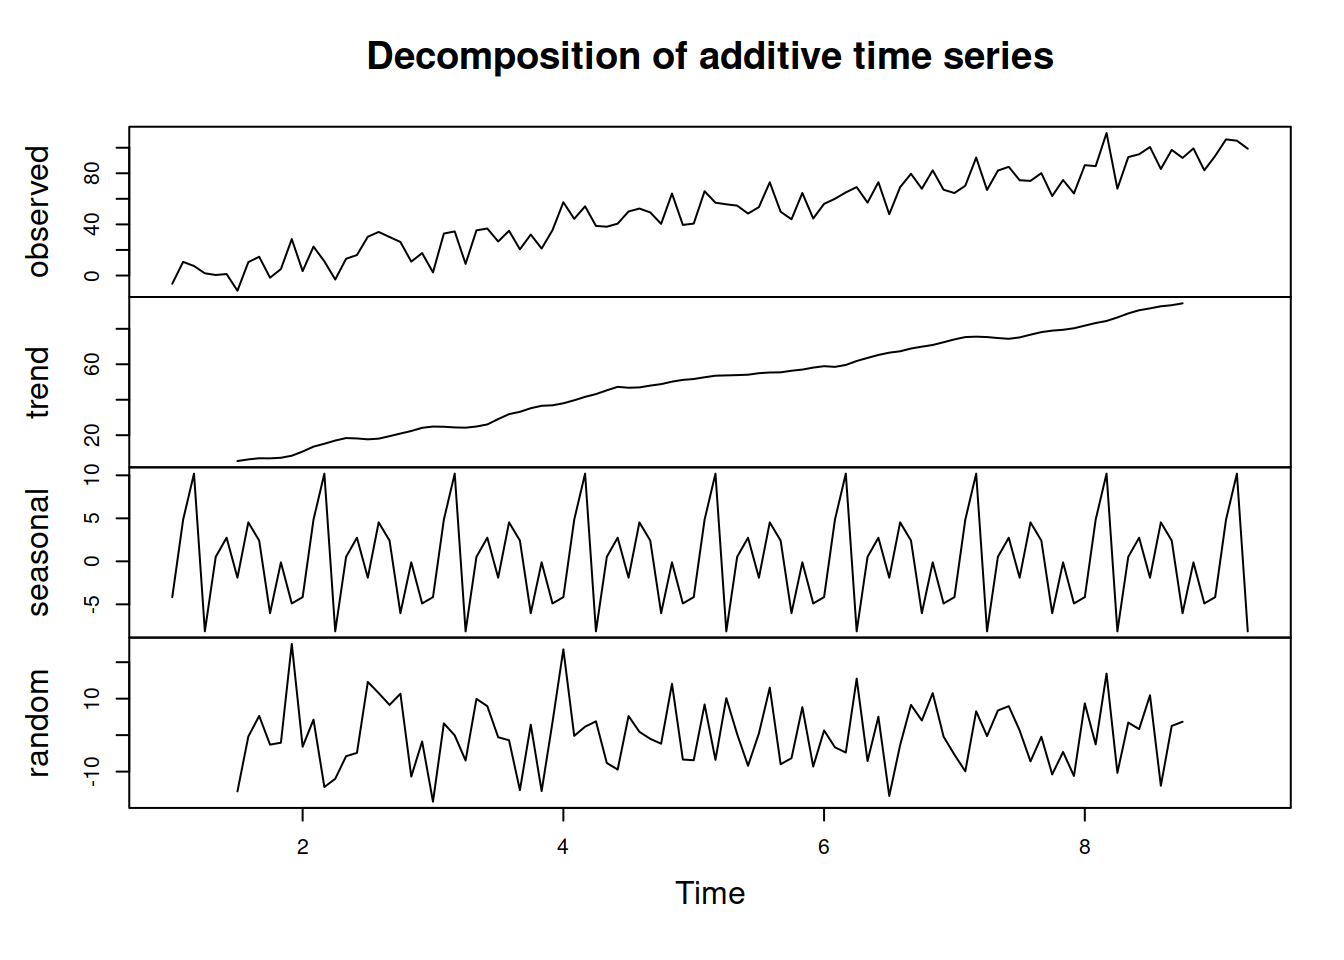 Decomposition of additive time series
observed
0 40 80
trend
20 60
seasonal
-5 0 5 10
random
-10 10
2 4 6 8
Time